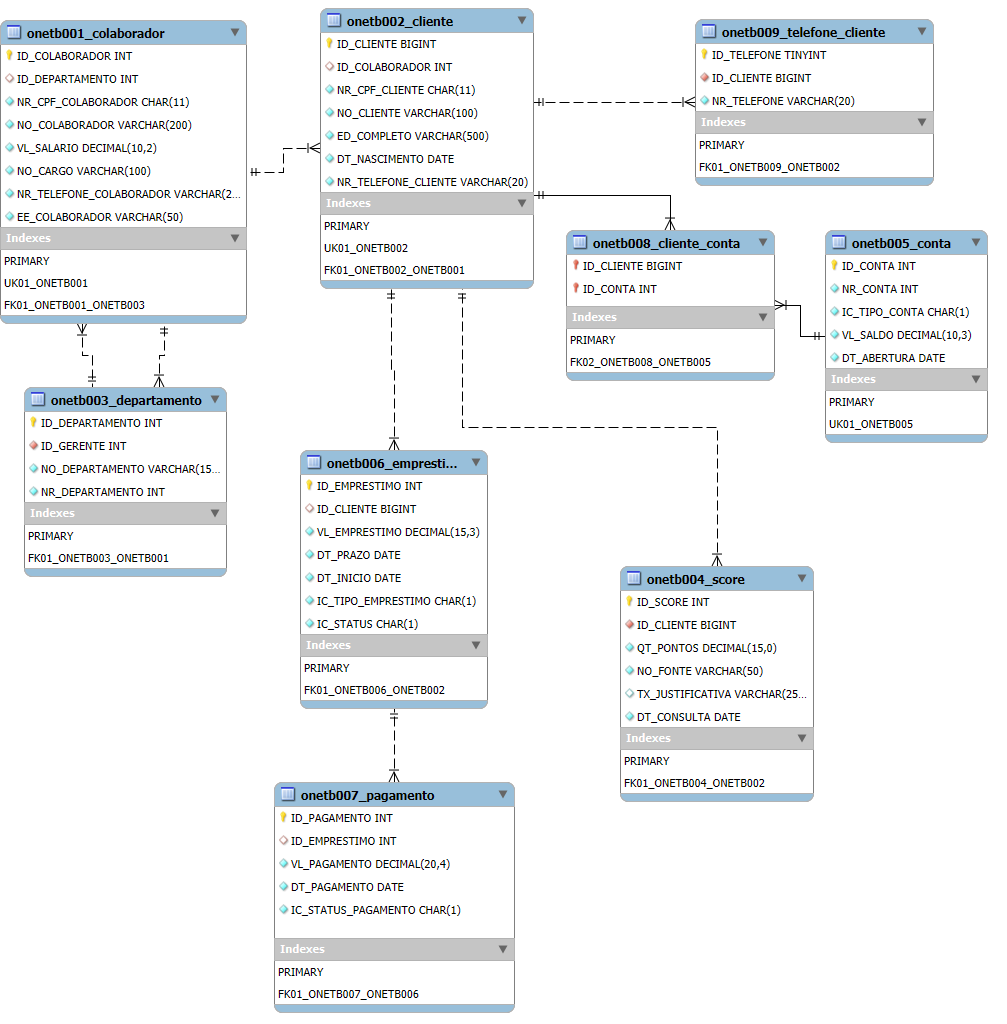 onetb001_colaborador
ID_COLABORADOR INT
ID_DEPARTAMENTO INT
NR_CPF_COLABORADOR CHAR(11)
NO_COLABORADOR VARCHAR(200)
VL_SALARIO DECIMAL(10,2)
NO_CARGO VARCHAR(100)
NR_TELEFONE_COLABORADOR VARCHAR(2...
EE_COLABORADOR VARCHAR(50)
Indexes
PRIMARY
UK01_ONETB001
FK01_ONETB001_ONETB003
onetb002_cliente
ID_CLIENTE BIGINT
ID_COLABORADOR INT
NR_CPF_CLIENTE CHAR(11)
NO_CLIENTE VARCHAR(100)
ED_COMPLETO VARCHAR(500)
DT_NASCIMENTO DATE
NR_TELEFONE_CLIENTE VARCHAR(20)
Indexes
PRIMARY
UK01_ONETB002
FK01_ONETB002_ONETB001
onetb009_telefone_cliente
ID_TELEFONE TINYINT
ID_CLIENTE BIGINT
NR_TELEFONE VARCHAR(20)
Indexes
PRIMARY
FK01_ONETB009_ONETB002
onetb008_cliente_conta
ID_CLIENTE BIGINT
ID_CONTA INT
Indexes
PRIMARY
FK02_ONETB008_ONETB005
onetb005_conta
ID_CONTA INT
NR_CONTA INT
IC_TIPO_CONTA CHAR(1)
VL_SALDO DECIMAL(10,3)
DT_ABERTURA DATE
Indexes
PRIMARY
UK01_ONETB005
onetb003_departamento
ID_DEPARTAMENTO INT
ID_GERENTE INT
NO_DEPARTAMENTO VARCHAR(15...
NR_DEPARTAMENTO INT
Indexes
PRIMARY
FK01_ONETB003_ONETB001
onetb006_empresti...
ID_EMPRESTIMO INT
ID_CLIENTE BIGINT
VL_EMPRESTIMO DECIMAL(15,3)
DT_PRAZO DATE
DT_INICIO DATE
IC_TIPO_EMPRESTIMO CHAR(1)
IC_STATUS CHAR(1)
Indexes
PRIMARY
FK01_ONETB006_ONETB002
onetb004_score
ID_SCORE INT
ID_CLIENTE BIGINT
QT_PONTOS DECIMAL(15,0)
NO_FONTE VARCHAR(50)
TX_JUSTIFICATIVA VARCHAR(25...
DT_CONSULTA DATE
Indexes
PRIMARY
FK01_ONETB004_ONETB002
onetb007_pagamento
ID_PAGAMENTO INT
ID_EMPRESTIMO INT
VL_PAGAMENTO DECIMAL(20,4)
DT_PAGAMENTO DATE
IC_STATUS_PAGAMENTO CHAR(1)
Indexes
PRIMARY
FK01_ONETB007_ONETB006